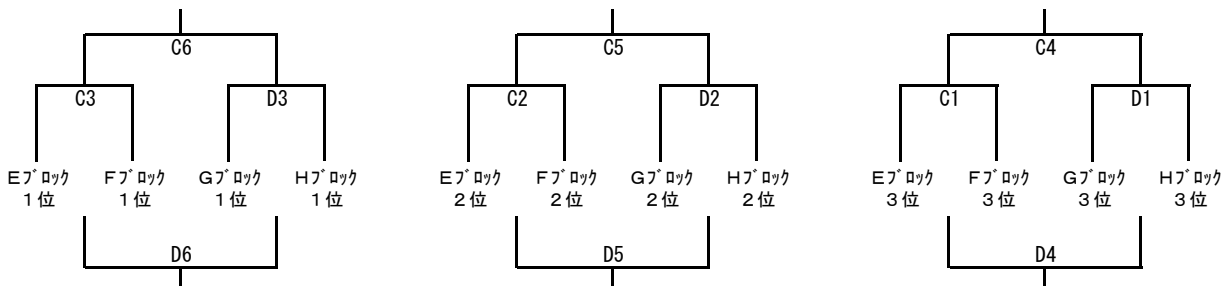 C6 C5 C4
C3 D3 C2 D2 C1 D1
Eﾌﾞﾛｯｸ Fﾌﾞﾛｯｸ Gﾌﾞﾛｯｸ Hﾌﾞﾛｯｸ Eﾌﾞﾛｯｸ Fﾌﾞﾛｯｸ Gﾌﾞﾛｯｸ Hﾌﾞﾛｯｸ Eﾌﾞﾛｯｸ Fﾌﾞﾛｯｸ Gﾌﾞﾛｯｸ Hﾌﾞﾛｯｸ
１位 １位 １位 １位 ２位 ２位 ２位 ２位 ３位 ３位 ３位 ３位
D6 D5 D4